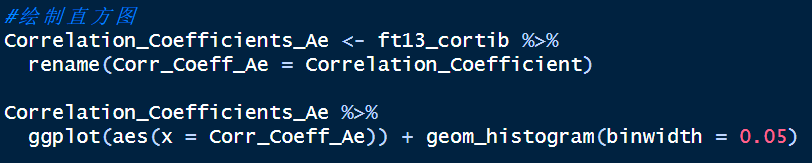 #绘制直方图
Correlation_Coefficients_Ae <- ft13_cortib %>%
  rename(Corr_Coeff_Ae = Correlation_Coefficient)

Correlation_Coefficients_Ae %>%
  ggplot(aes(x = Corr_Coeff_Ae)) + geom_histogram(binwidth = 0.05)